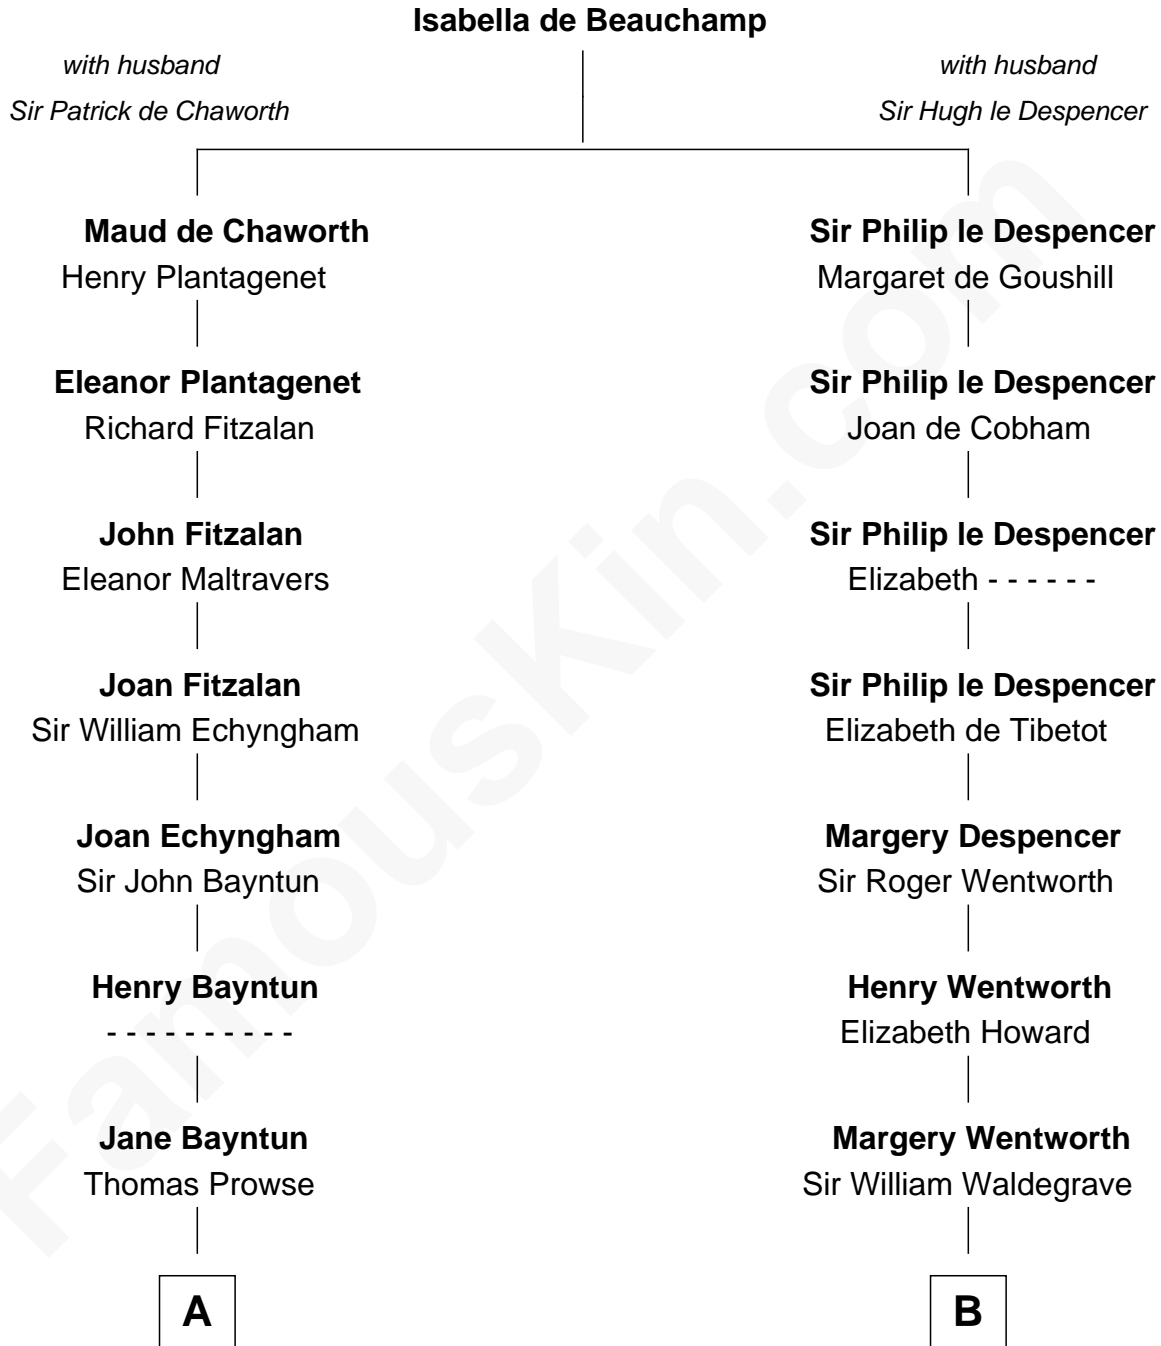 Isabella de Beauchamp
with husband
Sir Patrick de Chaworth
with husband
Sir Hugh le Despencer
Maud de Chaworth
Henry Plantagenet
Sir Philip le Despencer
Margaret de Goushill
Eleanor Plantagenet
Richard Fitzalan
Sir Philip le Despencer
Joan de Cobham
John Fitzalan
Eleanor Maltravers
Sir Philip le Despencer
Elizabeth - - - - - -
Joan Fitzalan
Sir William Echyngham
Sir Philip le Despencer
Elizabeth de Tibetot
Joan Echyngham
Sir John Bayntun
Margery Despencer
Sir Roger Wentworth
Henry Bayntun
- - - - - - - - - -
Henry Wentworth
Elizabeth Howard
Jane Bayntun
Thomas Prowse
Margery Wentworth
Sir William Waldegrave
A
B
FamousKin.com